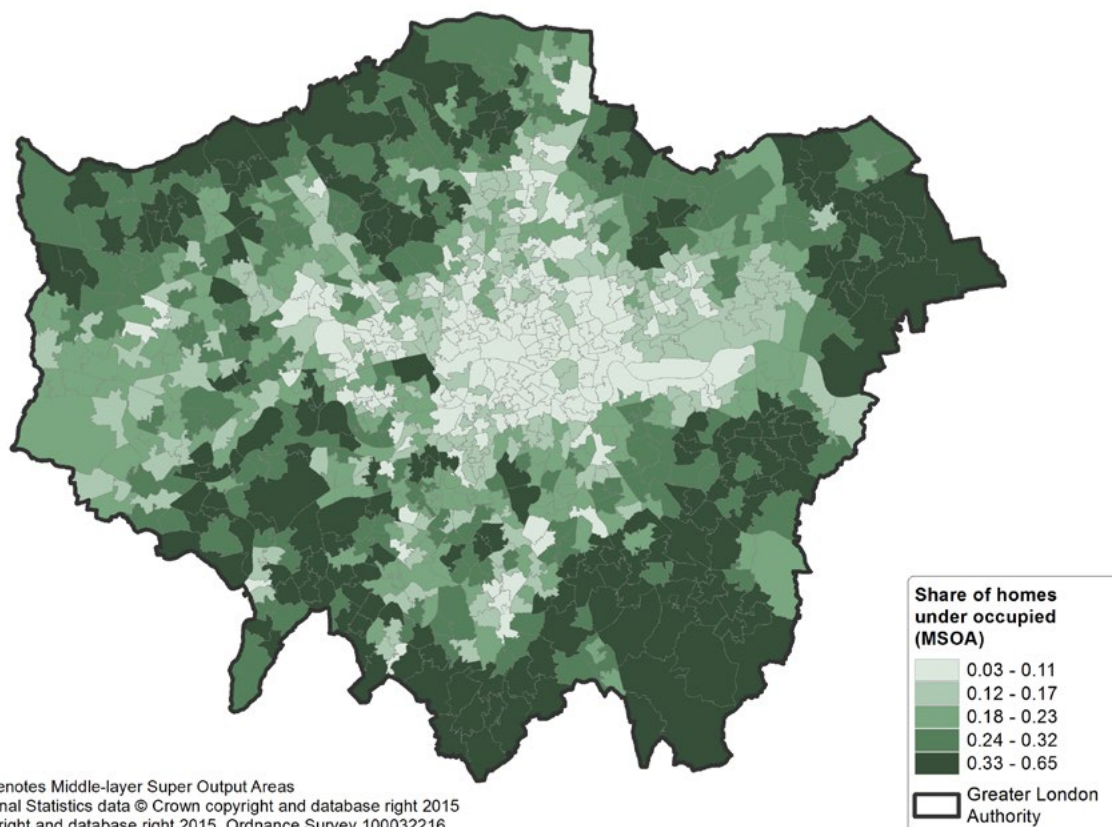 Share of homes
under occupied
(MSOA)
0.03 - 0.11
0.12 - 0.17
0.18 - 0.23
0.24 - 0.32
0.33 - 0.65
Greater London
Authority
enotes Middle-layer Super Output Areas
nal Statistics data © Crown copyright and database right 2015
right and database right 2015. Ordnance Survey 100032216